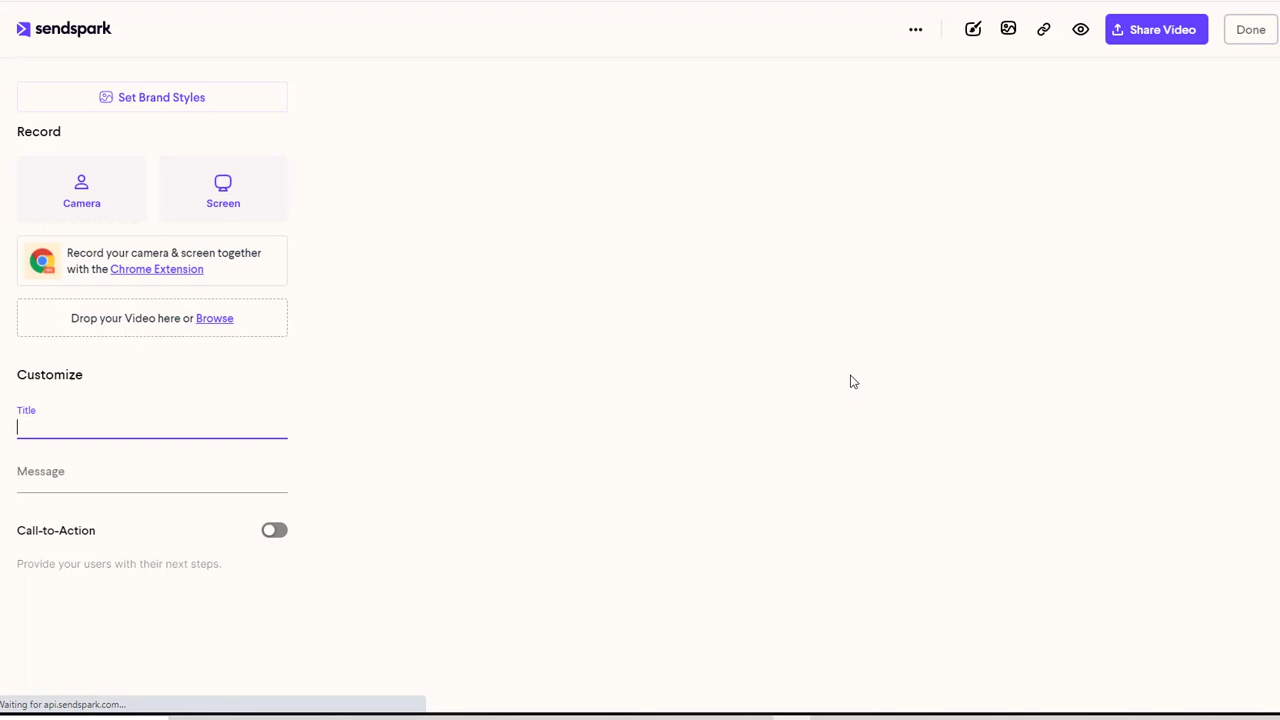 sendspark
Share Video
Done
Set Brand Styles
Record
Camera
Screen
Record your camera & screen together
with the Chrome Extension
Drop your Video here or Browse
Customize
Title
Message
Call-to-Action
Provide your users with their next steps.
Waiting for api.sendspark.com...